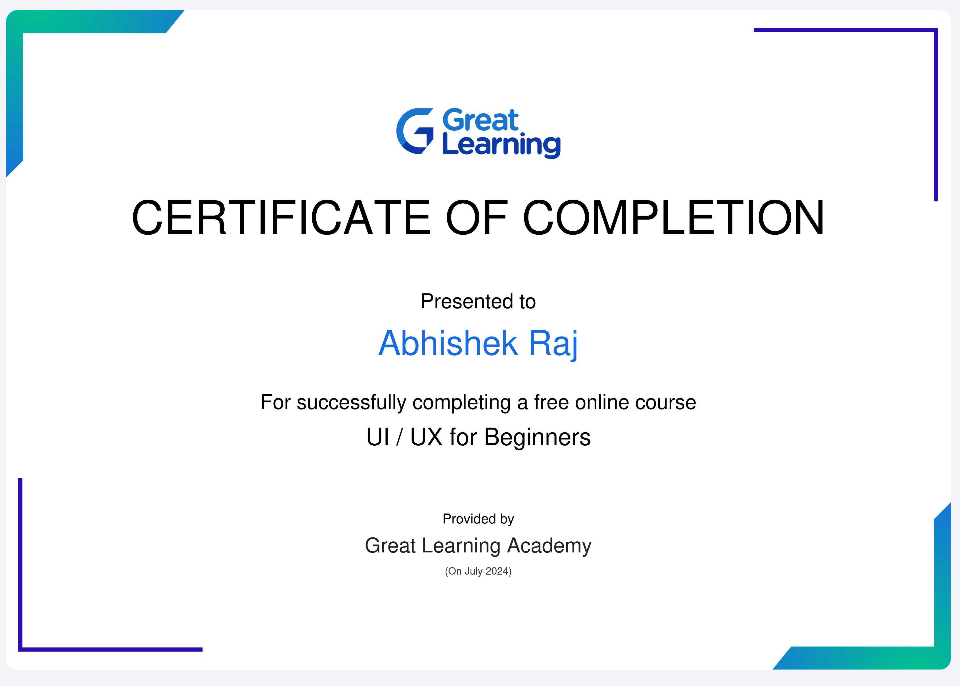 Great
Learning
CERTIFICATE OF COMPLETION
Presented to
Abhishek Raj
For successfully completing a free online course
UI / UX for Beginners
Provided by
Great Learning Academy
(On July 2024)